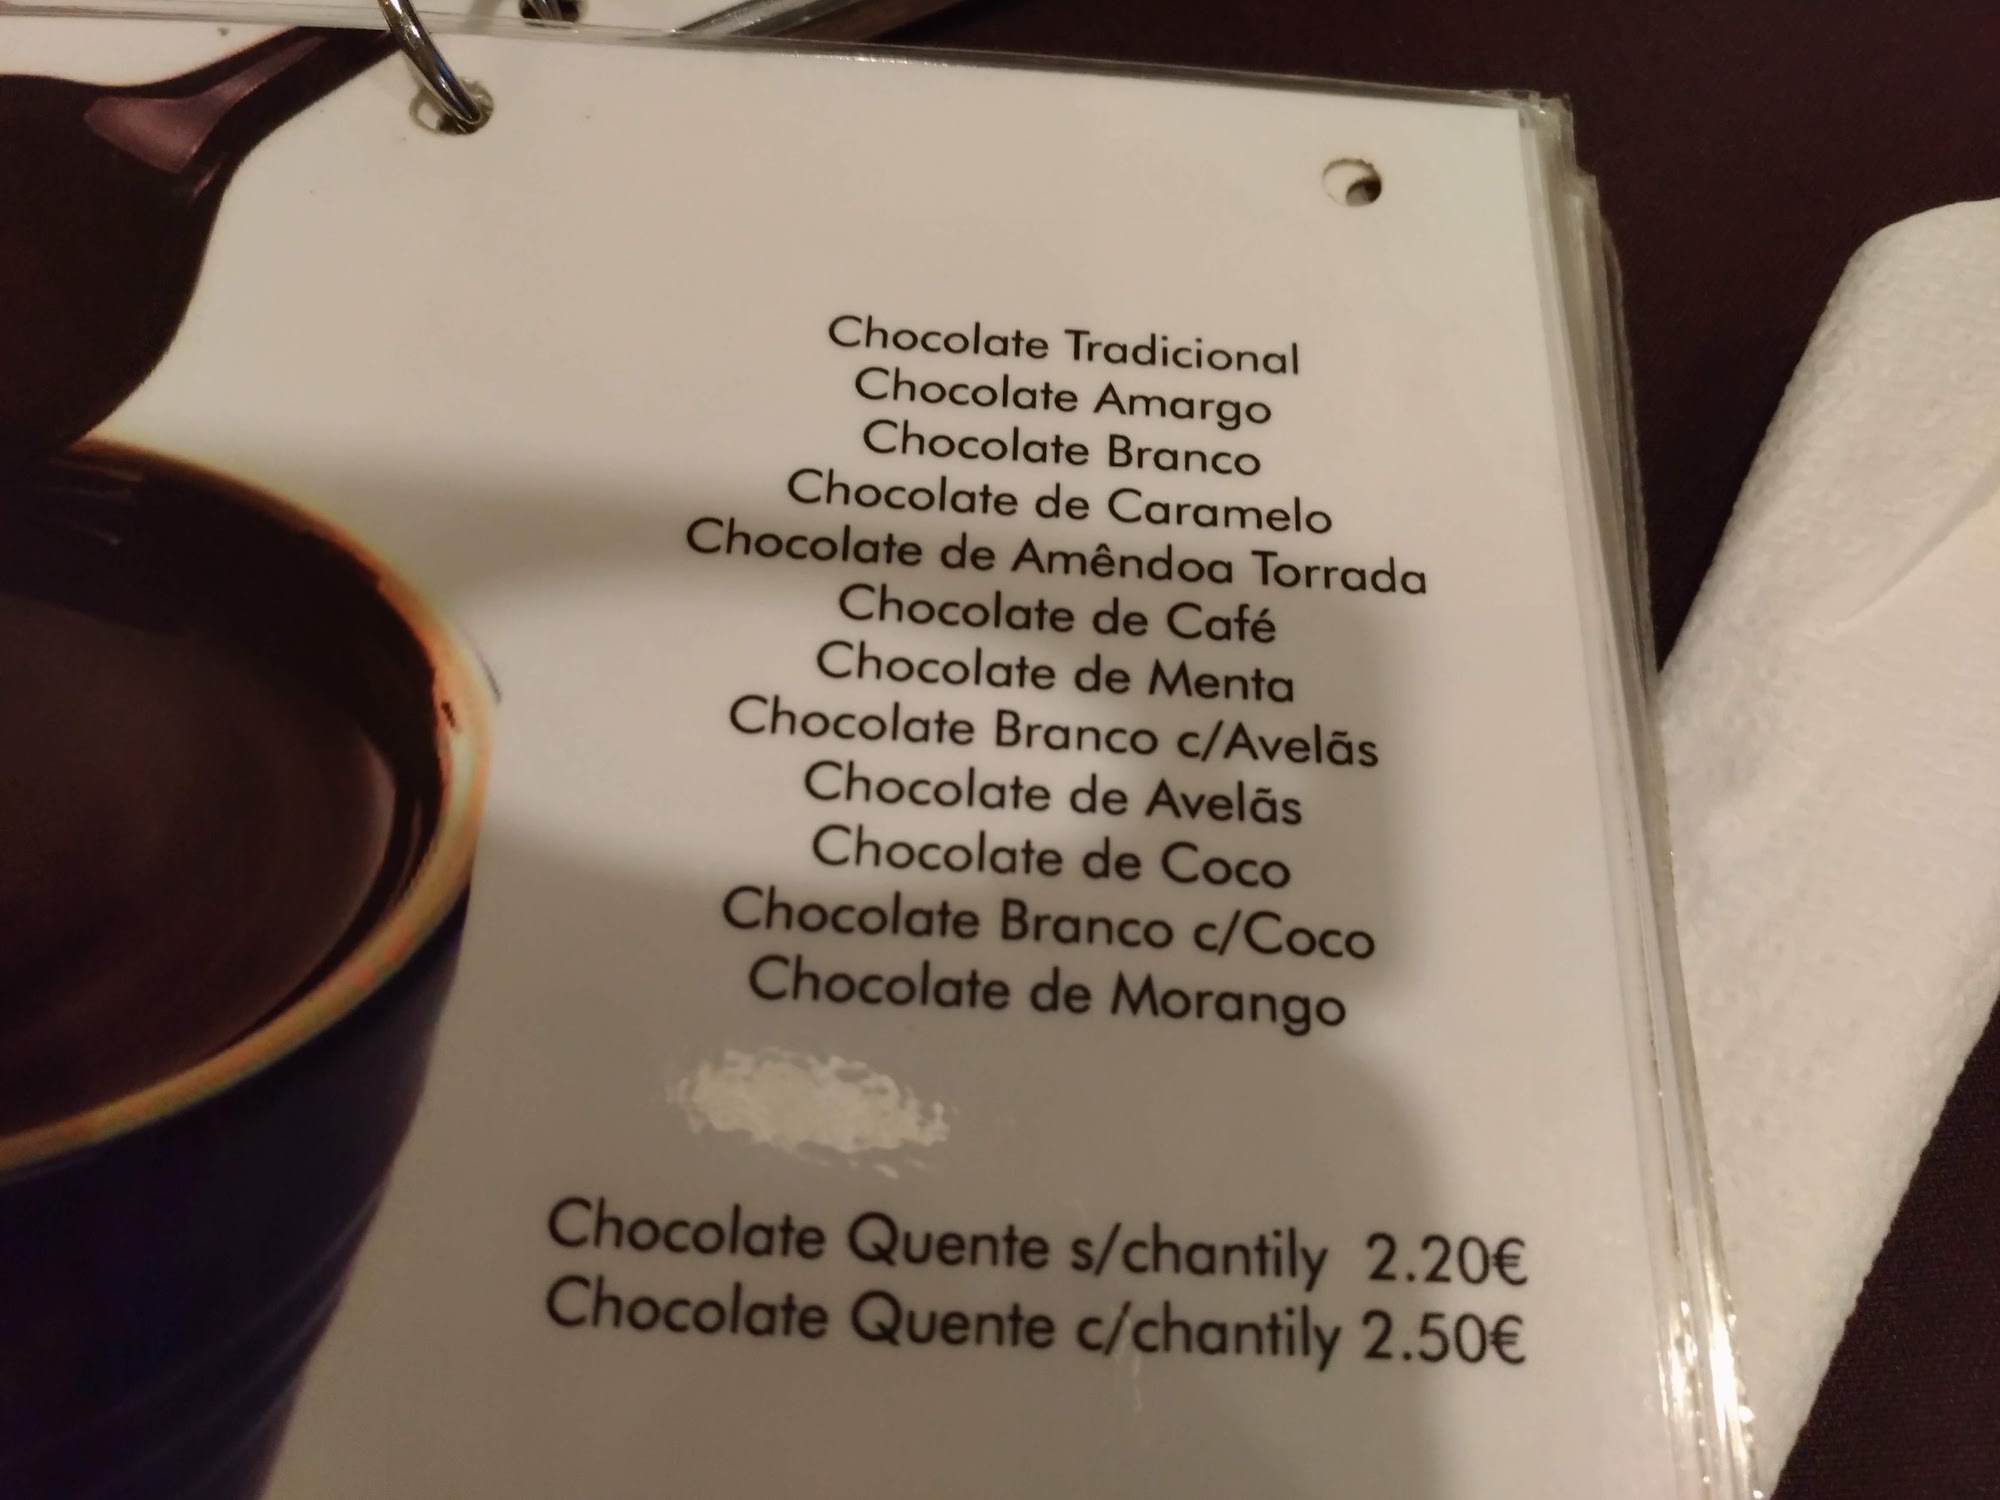 Chocolate Tradicional
Chocolate Amargo
Chocolate Branco
Chocolate de Caramelo
Chocolate de Amêndoa Torrada
Chocolate de Café
Chocolate de Menta
Chocolate Branco c/Avelãs
Chocolate de Avelãs
Chocolate de Coco
Chocolate Branco c/Coco
Chocolate de Morango
Chocolate Quente s/chantily 2.20€
Chocolate Quente c/chantily 2.50€